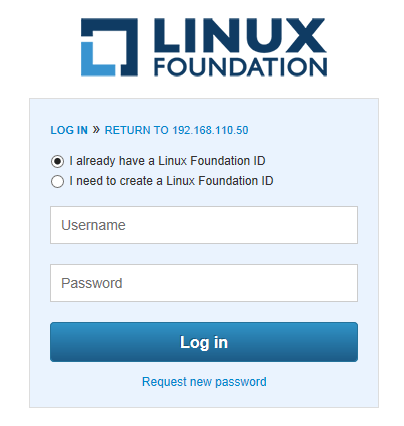 LINUX
FOUNDATION
LOG IN » RETURN TO 192.168.110.50
I already have a Linux Foundation ID
I need to create a Linux Foundation ID
Username
Password
Log in
Request new password